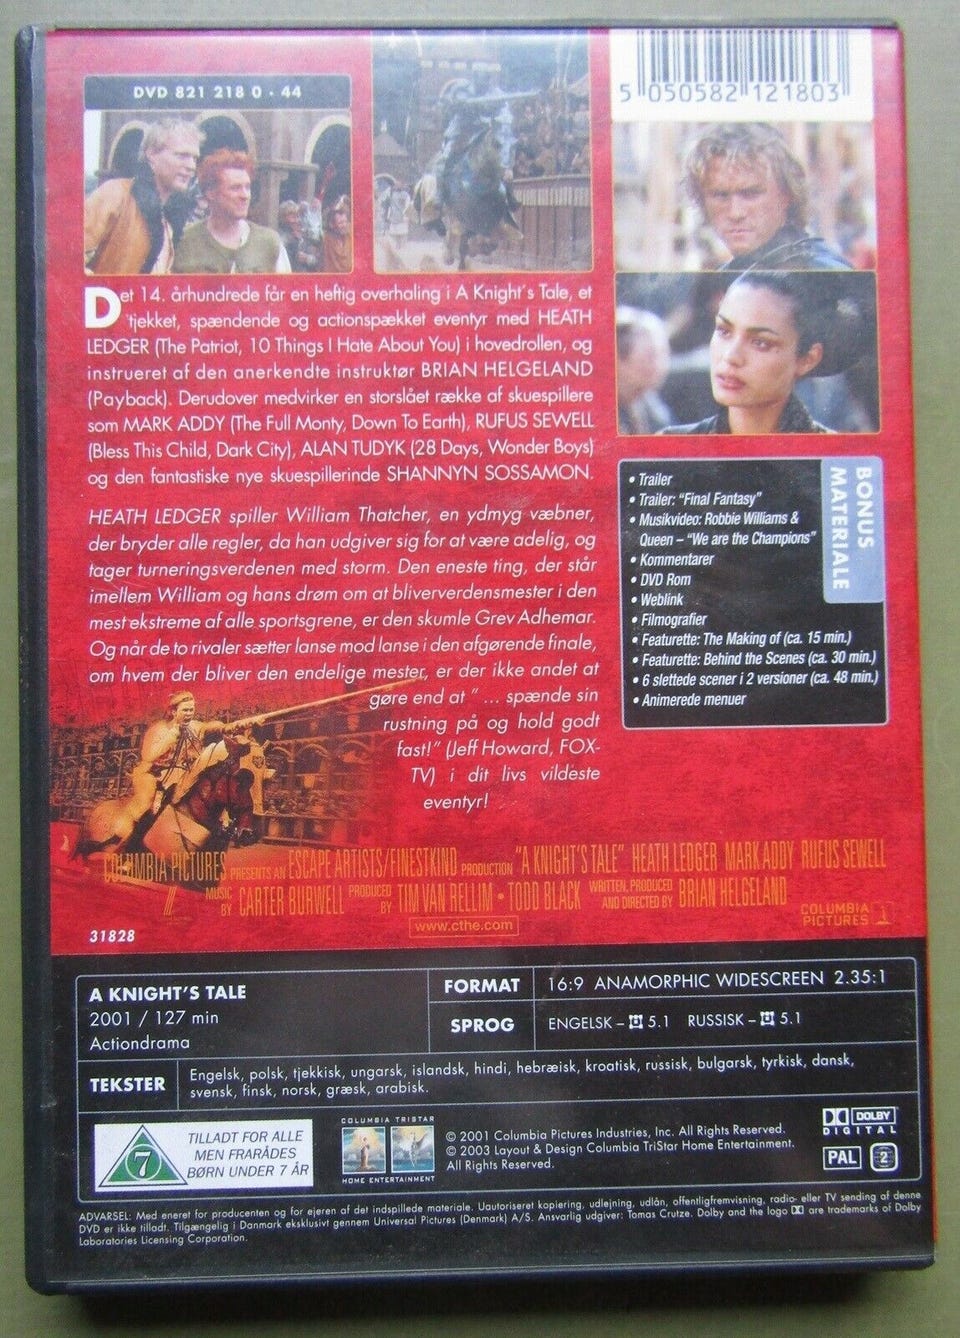 DVD 821 218 0 - 44
5 050582 121803
Det 14. århundrede får en heftig overhaling i A Knight's Tale, et
tjekket, spændende og actionspækket eventyr med HEATH
LEDGER (The Patriot, 10 Things I Hate About You) i hovedrollen, og
instrueret af den anerkendte instruktør BRIAN HELGELAND
(Payback). Derudover medvirker en storslået række af skuespillere
som MARK ADDY (The Full Monty, Down To Earth), RUFUS SEWELL
(Bless This Child, Dark City), ALAN TUDYK (28 Days, Wonder Boys)
og den fantastiske nye skuespillerinde SHANNYN SOSSAMON.
HEATH LEDGER spiller William Thatcher, en ydmyg væbner,
der bryder alle regler, da han udgiver sig for at være adelig, og
tager turneringsverdenen med storm. Den eneste ting, der står
imellem William og hans drøm om at bliververdensmester i den
mest ekstreme af alle sportsgrene, er den skumle Grev Adhemar.
Og når de to rivaler sætter lanse mod lanse i den afgørende finale,
om hvem der bliver den endelige mester, er der ikke andet at
gøre end at "... spænde sin
rustning på og hold godt
fast!" (Jeff Howard, FOX-
TV) i dit livs vildeste
eventyr!
BONUS
MATERIALE
• Trailer
• Trailer: "Final Fantasy"
• Musikvideo: Robbie Williams &
Queen – "We are the Champions"
• Kommentarer
• DVD Rom
• Weblink
• Filmografier
• Featurette: The Making of (ca. 15 min.)
• Featurette: Behind the Scenes (ca. 30 min.)
• 6 slettede scener i 2 versioner (ca. 48 min.)
• Animerede menuer
COLUMBIA PICTURES PRESENTS AN ESCAPE ARTISTS/FINESTKIND PRODUCTION "A KNIGHT'S TALE" HEATH LEDGER MARK ADDY RUFUS SEWELL
MUSIC BY CARTER BURWELL PRODUCED BY TIM VAN RELLIM • TODD BLACK WRITTEN, PRODUCED AND DIRECTED BY BRIAN HELGELAND
COLUMBIA
PICTURES
www.cthe.com
31828
A KNIGHT'S TALE
2001 / 127 min
Actiondrama
FORMAT 16:9 ANAMORPHIC WIDESCREEN 2.35:1
SPROG ENGELSK – 5.1 RUSSISK – 5.1
TEKSTER
Engelsk, polsk, tjekkisk, ungarsk, islandsk, hindi, hebræisk, kroatisk, russisk, bulgarsk, tyrkisk, dansk,
svensk, finsk, norsk, græsk, arabisk.
7
TILLADT FOR ALLE
MEN FRARÅDES
BØRN UNDER 7 ÅR
COLUMBIA TRISTAR
HOME ENTERTAINMENT
© 2001 Columbia Pictures Industries, Inc. All Rights Reserved.
© 2003 Layout & Design Columbia TriStar Home Entertainment.
All Rights Reserved.
DOLBY
DIGITAL
PAL 2
ADVARSEL: Med eneret for producenten og for ejeren af det indspillede materiale. Uautoriseret kopiering, udlejning, udlån, offentligfremvisning, radio- eller TV sending af denne
DVD er ikke tilladt. Tilgængelig i Danmark eksklusivt gennem Universal Pictures (Denmark) A/S. Ansvarlig udgiver: Tomas Crutze. Dolby and the logo are trademarks of Dolby
Laboratories Licensing Corporation.